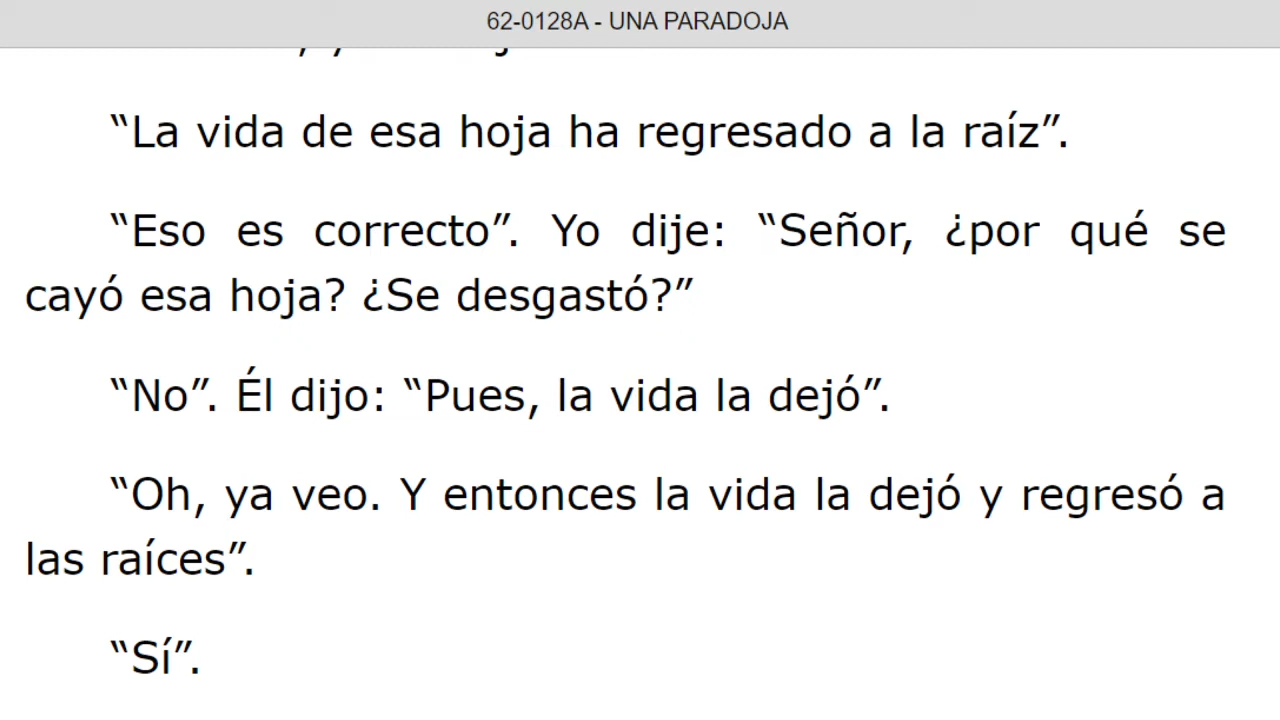 62-0128A - UNA PARADOJA
“La vida de esa hoja ha regresado a la raíz”.
“Eso es correcto”. Yo dije: “Señor, ¿por qué se
cayó esa hoja? ¿Se desgastó?”
“No”. Él dijo: “Pues, la vida la dejó”.
“Oh, ya veo. Y entonces la vida la dejó y regresó a
las raíces”.
“Sí”.